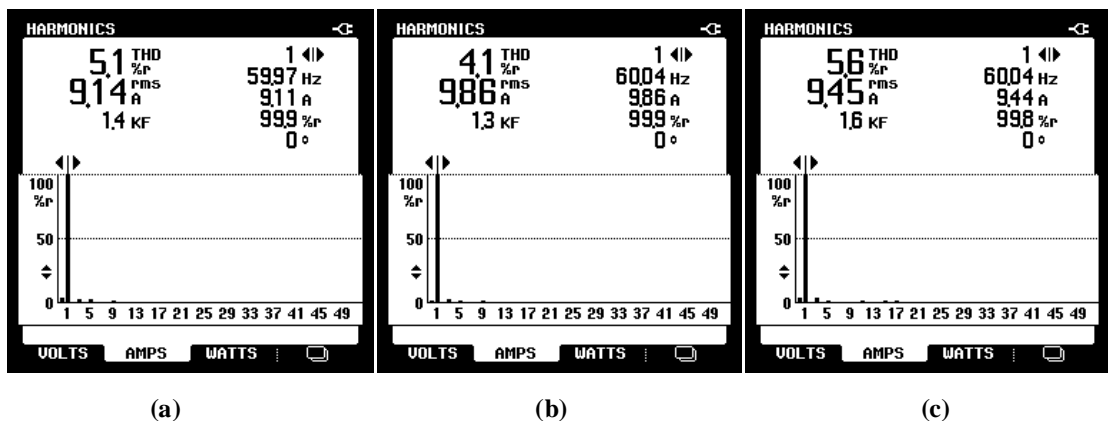 HARMONICS
5.1 THD %r
9.14 rms A
1.4 KF
1
59.97 Hz
9.11 A
99.9 %r
0 °
100
%r
50
0
1 5 9 13 17 21 25 29 33 37 41 45 49
VOLTS AMPS WATTS
(a)
HARMONICS
4.1 THD %r
9.86 rms A
1.3 KF
1
60.04 Hz
9.86 A
99.9 %r
0 °
100
%r
50
0
1 5 9 13 17 21 25 29 33 37 41 45 49
VOLTS AMPS WATTS
(b)
HARMONICS
5.6 THD %r
9.45 rms A
1.6 KF
1
60.04 Hz
9.44 A
99.8 %r
0 °
100
%r
50
0
1 5 9 13 17 21 25 29 33 37 41 45 49
VOLTS AMPS WATTS
(c)